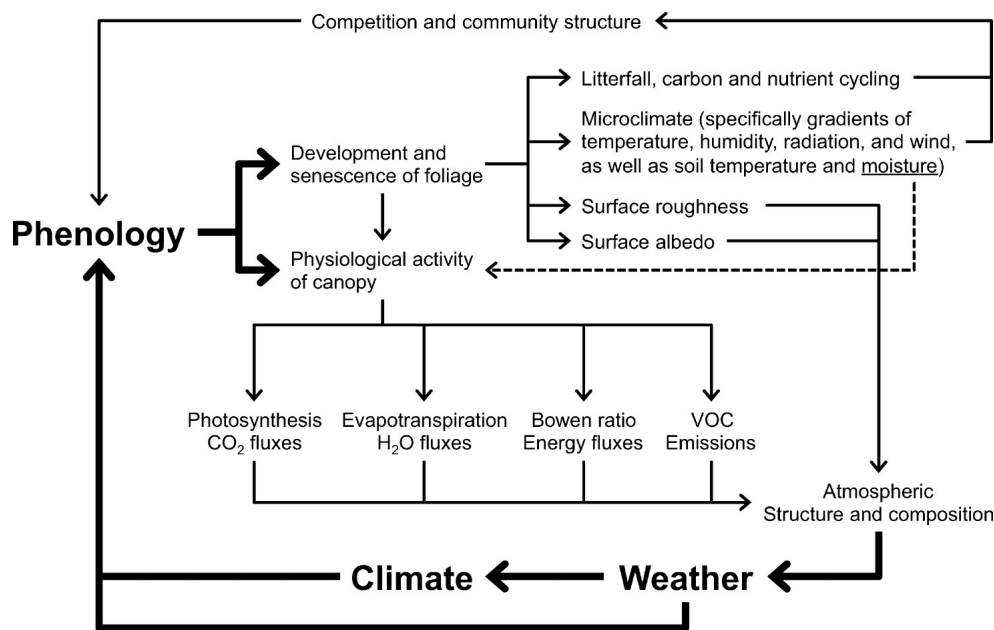 Competition and community structure
Litterfall, carbon and nutrient cycling
Microclimate (specifically gradients of
temperature, humidity, radiation, and wind,
as well as soil temperature and moisture)
Development and
senescence of foliage
Surface roughness
Phenology
Surface albedo
Physiological activity
of canopy
Photosynthesis
CO₂ fluxes
Evapotranspiration
H₂O fluxes
Bowen ratio
Energy fluxes
VOC
Emissions
Atmospheric
Structure and composition
Climate
Weather